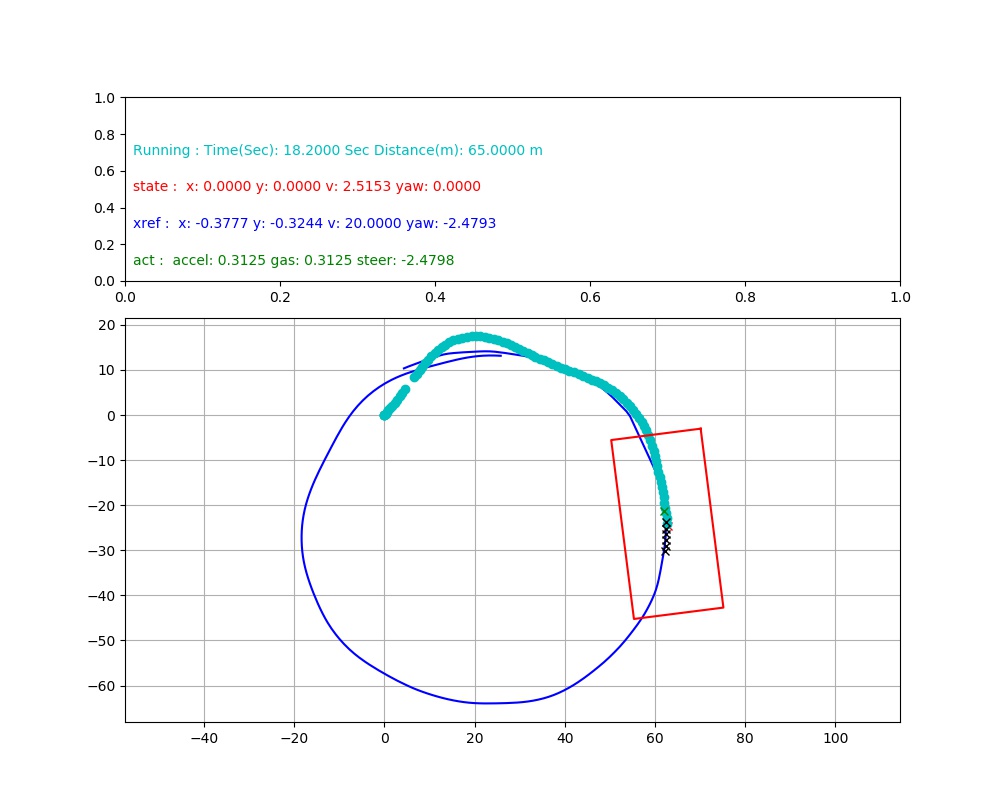 1.0
0.8
Running : Time(Sec): 18.2000 Sec Distance(m): 65.0000 m
0.6
state :  x: 0.0000 y: 0.0000 v: 2.5153 yaw: 0.0000
0.4
xref :  x: -0.3777 y: -0.3244 v: 20.0000 yaw: -2.4793
0.2
act :  accel: 0.3125 gas: 0.3125 steer: -2.4798
0.0
0.0 0.2 0.4 0.6 0.8 1.0
20
10
0
−10
−20
−30
−40
−50
−60
−40 −20 0 20 40 60 80 100